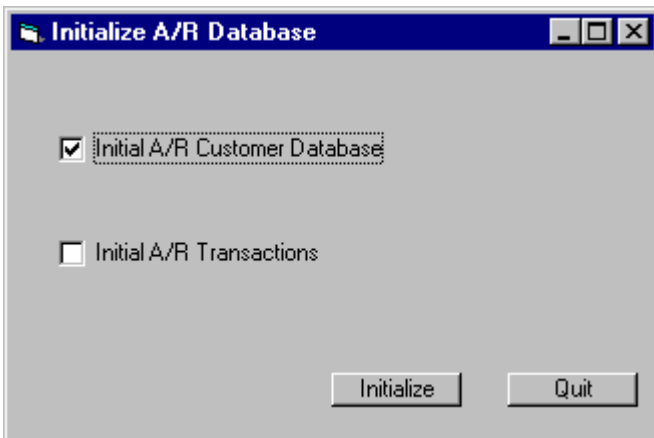 Initialize A/R Database
Initial A/R Customer Database
Initial A/R Transactions
Initialize Quit